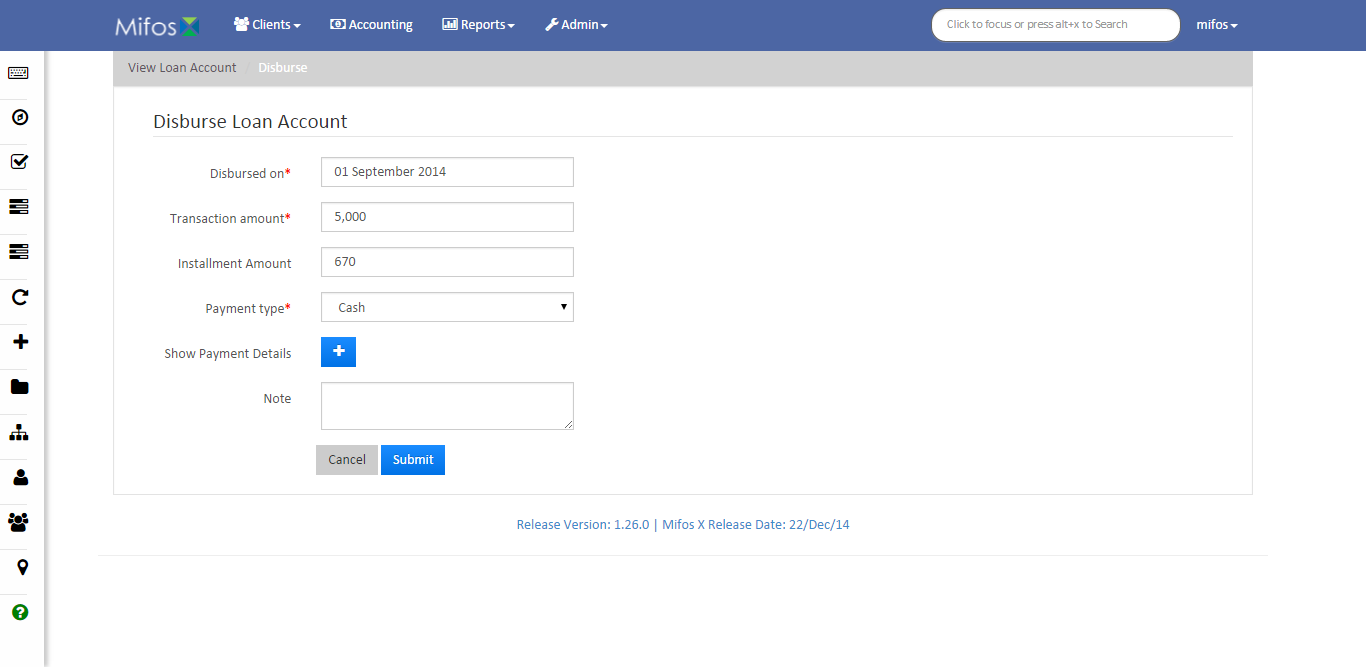 Mifos Clients Accounting Reports Admin Click to focus or press alt+x to Search mifos
View Loan Account / Disburse
Disburse Loan Account
Disbursed on* 01 September 2014
Transaction amount* 5,000
Installment Amount 670
Payment type* Cash
Show Payment Details
Note
Cancel Submit
Release Version: 1.26.0 | Mifos X Release Date: 22/Dec/14